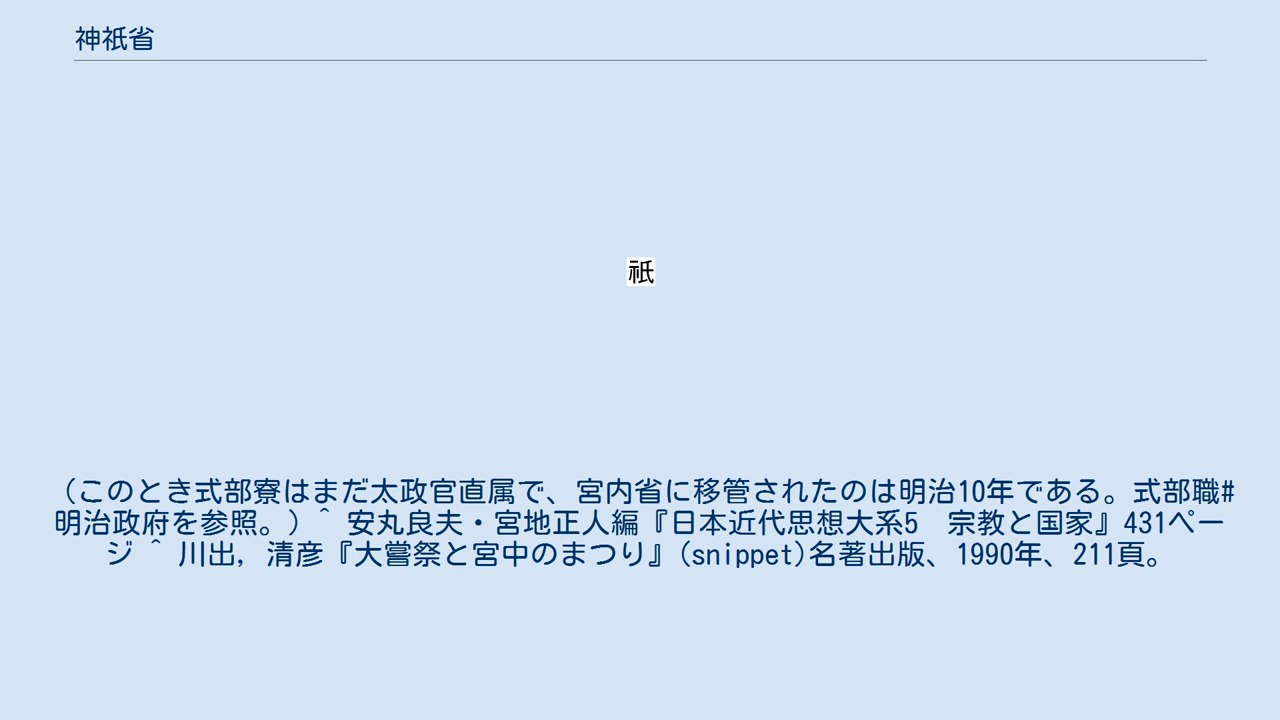 神祇省
祇
（このとき式部寮はまだ太政官直属で、宮内省に移管されたのは明治10年である。式部職#
明治政府を参照。）^ 安丸良夫・宮地正人編『日本近代思想大系5　宗教と国家』431ペー
ジ ^ 川出，清彦『大嘗祭と宮中のまつり』(snippet)名著出版、1990年、211頁。